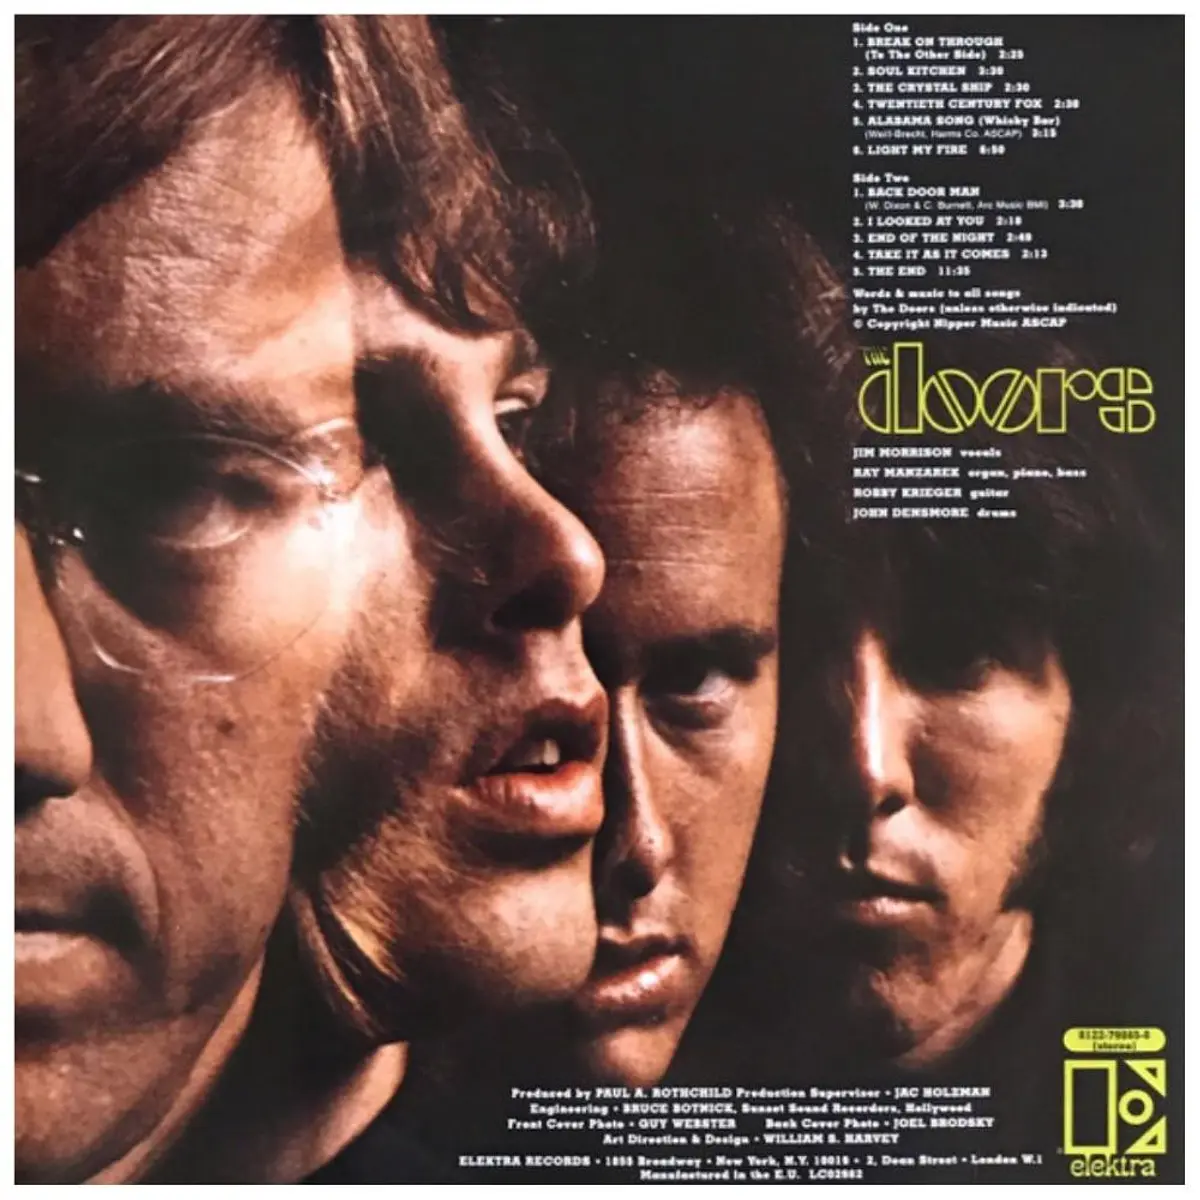 Side One
1. BREAK ON THROUGH
(To The Other Side) 2:25
2. SOUL KITCHEN 3:30
3. THE CRYSTAL SHIP 2:30
4. TWENTIETH CENTURY FOX 2:30
5. ALABAMA SONG (Whisky Bar)
(Weill-Brecht, Harms Co. ASCAP) 3:15
6. LIGHT MY FIRE 6:50
Side Two
1. BACK DOOR MAN
(W. Dixon & C. Burnett, Arc Music BMI) 3:30
2. I LOOKED AT YOU 2:18
3. END OF THE NIGHT 2:49
4. TAKE IT AS IT COMES 2:13
5. THE END 11:35
Words & music to all songs
by The Doors (unless otherwise indicated)
© Copyright Nipper Music ASCAP
THE
doors
JIM MORRISON vocals
RAY MANZAREK organ, piano, bass
ROBBY KRIEGER guitar
JOHN DENSMORE drums
8122-79865-0
(stereo)
Produced by PAUL A. ROTHCHILD Production Supervisor • JAC HOLZMAN
Engineering • BRUCE BOTNICK, Sunset Sound Recorders, Hollywood
Front Cover Photo • GUY WEBSTER Back Cover Photo • JOEL BRODSKY
Art Direction & Design • WILLIAM S. HARVEY
ELEKTRA RECORDS • 1855 Broadway • New York, N.Y. 10019 • 2, Dean Street • London W.1
Manufactured in the E.U. LC02982
elektra